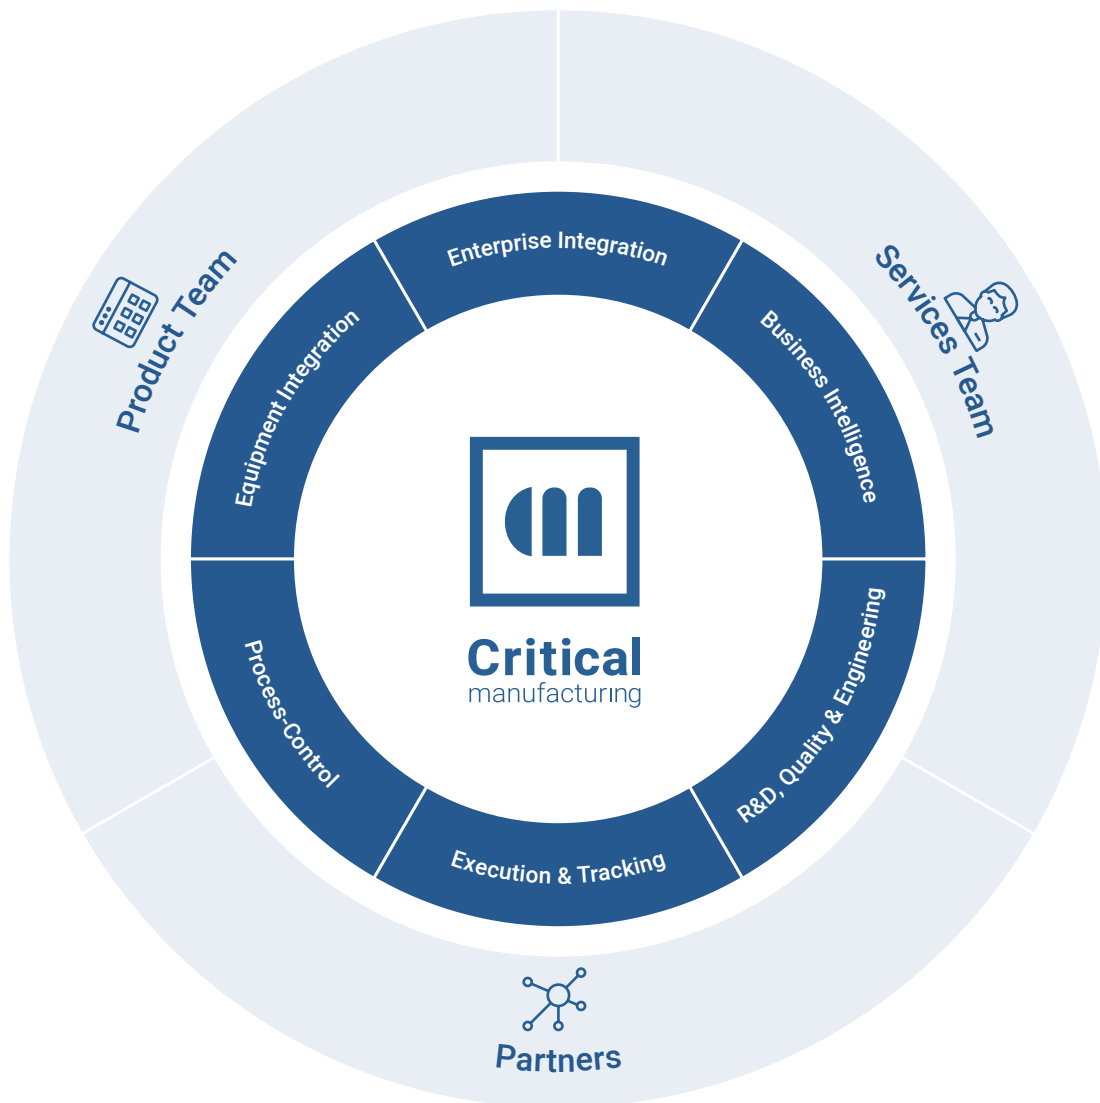 Enterprise Integration
Product Team
Services Team
Equipment Integration
Business Intelligence
Critical
manufacturing
Process-Control
R&D, Quality & Engineering
Execution & Tracking
Partners